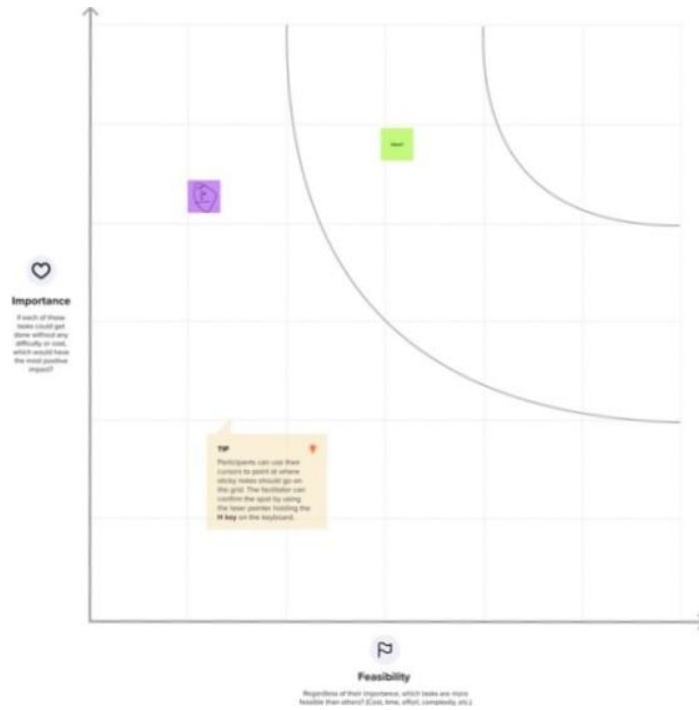 Importance
If each of these
tasks could get
done without any
difficulty or cost,
which would have
the most positive
impact?
TIP
Participants can use their
cursors to point at where
sticky notes should go on
the grid. The facilitator can
confirm the spot by using
the laser pointer holding the
H key on the keyboard.
Feasibility
Regardless of their importance, which tasks are more
feasible than others? (Cost, time, effort, complexity, etc.)